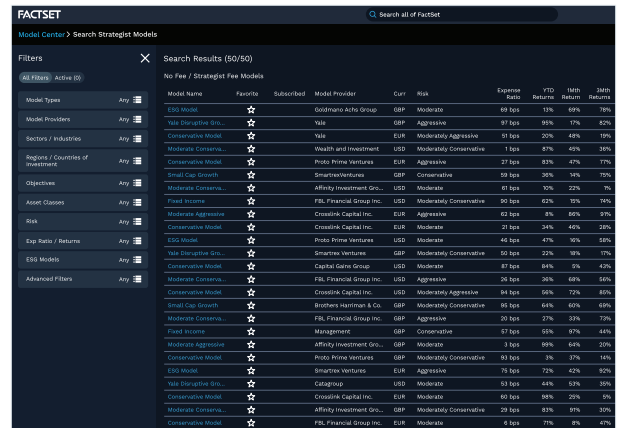 FACTSET
Search all of FactSet
Model Center > Search Strategist Models
Filters
Search Results (50/50)
All Filters Active (0)
No Fee / Strategist Fee Models
Model Types Any
Model Providers Any
Sectors / Industries Any
Regions / Countries of Investment Any
Objectives Any
Asset Classes Any
Risk Any
Exp Ratio / Returns Any
ESG Models Any
Advanced Filters Any
Model Name Favorite Subscribed Model Provider Curr Risk Expense Ratio YTD Returns 1Mth Return 3Mth Returns
ESG Model Goldmano Achs Group GBP Moderate 69 bps 13% 69% 78%
Yale Disruptive Gro... Yale GBP Aggressive 97 bps 95% 17% 82%
Conservative Model Yale EUR Moderately Aggressive 51 bps 20% 48% 19%
Moderate Conserva... Wealth and Investment USD Moderately Conservative 1 bps 87% 45% 36%
Conservative Model Proto Prime Ventures EUR Aggressive 27 bps 83% 47% 77%
Small Cap Growth SmartrexVentures GBP Conservative 59 bps 36% 14% 75%
Moderate Conserva... Affinity Investment Gro... USD Moderate 61 bps 10% 22% 1%
Fixed Income FBL Financial Group Inc. USD Moderately Conservative 90 bps 62% 15% 74%
Moderate Aggressive Crosslink Capital Inc. EUR Aggressive 62 bps 8% 86% 91%
Conservative Model Crosslink Capital Inc. EUR Moderate 21 bps 34% 46% 28%
ESG Model Proto Prime Ventures USD Moderate 46 bps 47% 16% 58%
Yale Disruptive Gro... Smartrex Ventures GBP Moderately Conservative 50 bps 22% 18% 17%
Conservative Model Capital Gains Group USD Moderate 87 bps 84% 5% 43%
Moderate Conserva... FBL Financial Group Inc. USD Aggressive 26 bps 36% 68% 56%
Conservative Model Crosslink Capital Inc. USD Moderately Aggressive 84 bps 56% 72% 85%
Small Cap Growth Brothers Harriman & Co. GBP Moderately Conservative 95 bps 64% 60% 69%
Moderate Conserva... FBL Financial Group Inc. GBP Aggressive 20 bps 27% 33% 73%
Fixed Income Management GBP Conservative 57 bps 55% 97% 44%
Moderate Aggressive Affinity Investment Gro... GBP Moderate 3 bps 99% 64% 20%
Conservative Model Proto Prime Ventures GBP Moderately Conservative 93 bps 3% 37% 14%
ESG Model Smartrex Ventures EUR Aggressive 75 bps 72% 42% 92%
Yale Disruptive Gro... Catagroup USD Moderate 53 bps 44% 53% 35%
Conservative Model Crosslink Capital Inc. EUR Moderate 60 bps 98% 25% 5%
Moderate Conserva... Affinity Investment Gro... GBP Moderately Conservative 29 bps 83% 91% 30%
Conservative Model FBL Financial Group Inc. EUR Moderate 6 bps 71% 8% 47%